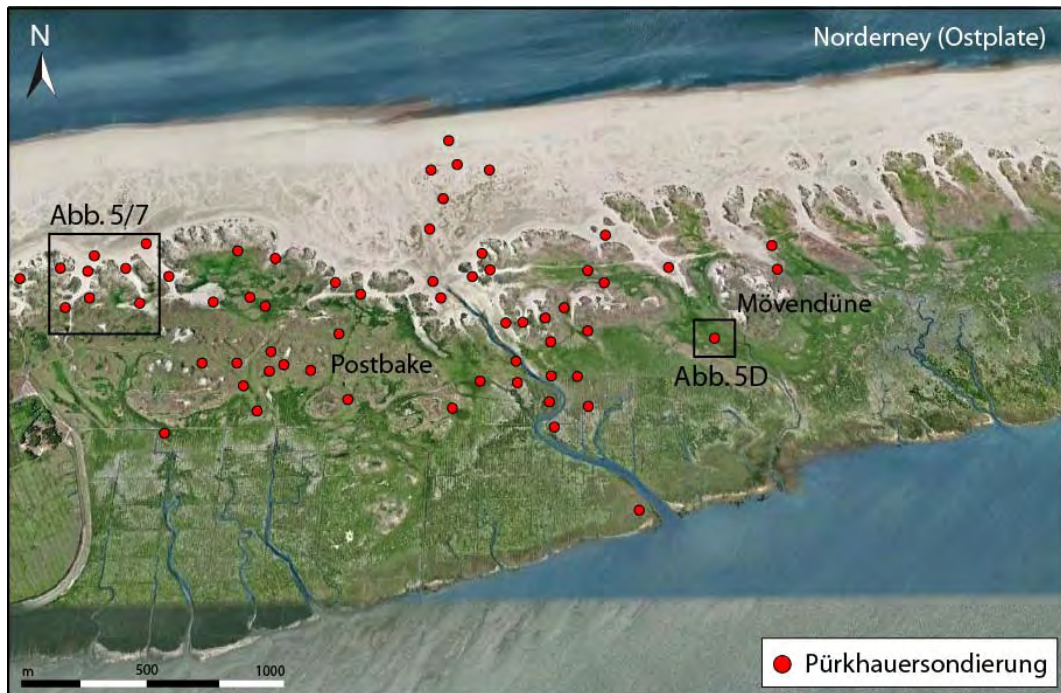 N
Norderney (Ostplate)
Abb. 5/7
Mövendüne
Postbake
Abb. 5D
m 500 1000
Pürkhauersondierung